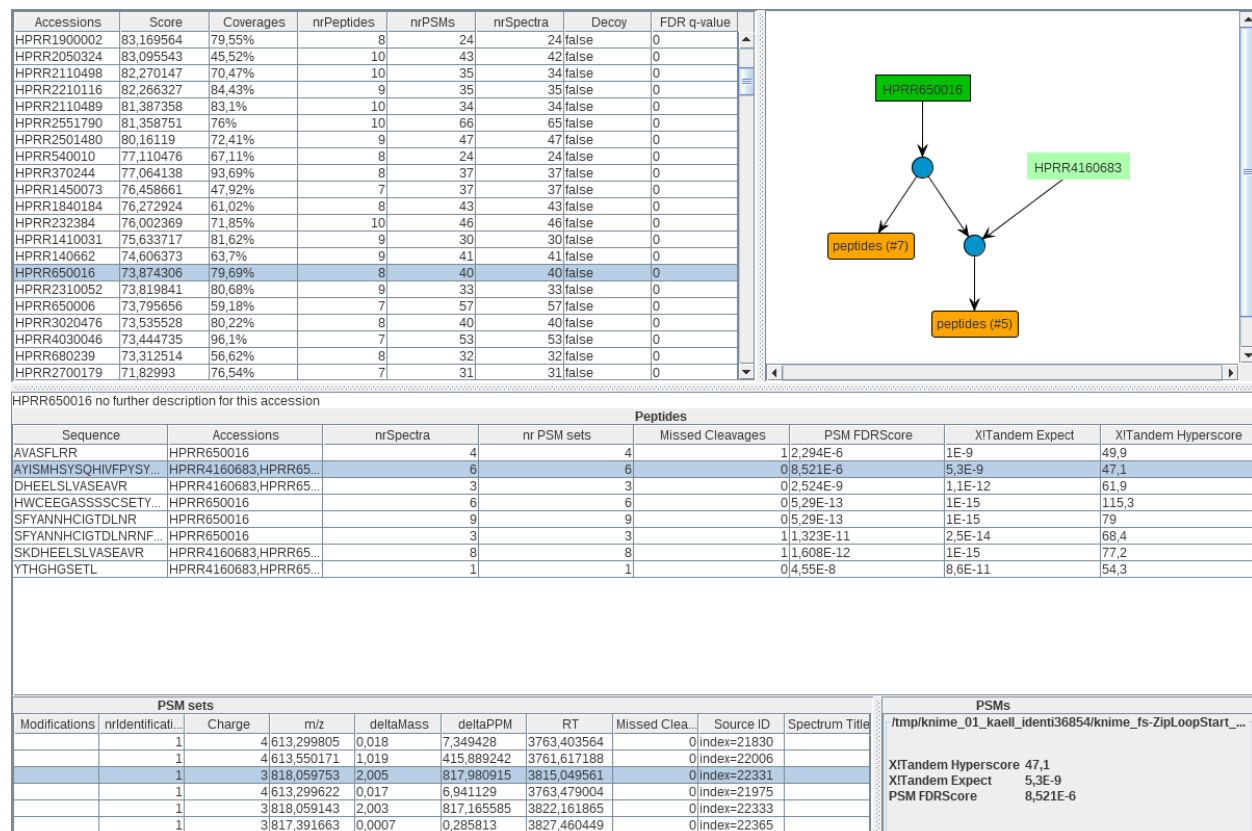 Accessions Score Coverages nrPeptides nrPSMs nrSpectra Decoy FDR q-value
HPRR1900002 83,169564 79,55% 8 24 24 false 0
HPRR2050324 83,095543 45,52% 10 43 42 false 0
HPRR2110498 82,270147 70,47% 10 35 34 false 0
HPRR2210116 82,266327 84,43% 9 35 35 false 0
HPRR2110489 81,387358 83,1% 10 34 34 false 0
HPRR2551790 81,358751 76% 10 66 65 false 0
HPRR2501480 80,16119 72,41% 9 47 47 false 0
HPRR540010 77,110476 67,11% 8 24 24 false 0
HPRR370244 77,064138 93,69% 8 37 37 false 0
HPRR1450073 76,458661 47,92% 7 37 37 false 0
HPRR1840184 76,272924 61,02% 8 43 43 false 0
HPRR232384 76,002369 71,85% 10 46 46 false 0
HPRR1410031 75,633717 81,62% 9 30 30 false 0
HPRR140662 74,606373 63,7% 9 41 41 false 0
HPRR650016 73,874306 79,69% 8 40 40 false 0
HPRR2310052 73,819841 80,68% 9 33 33 false 0
HPRR650006 73,795656 59,18% 7 57 57 false 0
HPRR3020476 73,535528 80,22% 8 40 40 false 0
HPRR4030046 73,444735 96,1% 7 53 53 false 0
HPRR680239 73,312514 56,62% 8 32 32 false 0
HPRR2700179 71,82993 76,54% 7 31 31 false 0
HPRR650016
HPRR4160683
peptides (#7)
peptides (#5)
HPRR650016 no further description for this accession
Peptides
Sequence Accessions nrSpectra nr PSM sets Missed Cleavages PSM FDRScore X!Tandem Expect X!Tandem Hyperscore
AVASFLRR HPRR650016 4 4 1 2,294E-6 1E-9 49,9
AYISMHSYSQHIVFPYSY... HPRR4160683,HPRR65... 6 6 0 8,521E-6 5,3E-9 47,1
DHEELSLVASEAVR HPRR4160683,HPRR65... 3 3 0 2,524E-9 1,1E-12 61,9
HWCEEGASSSSCSETY... HPRR650016 6 6 0 5,29E-13 1E-15 115,3
SFYANNHCIGTDLNR HPRR650016 9 9 0 5,29E-13 1E-15 79
SFYANNHCIGTDLNRNF... HPRR650016 3 3 1 1,323E-11 2,5E-14 68,4
SKDHEELSLVASEAVR HPRR4160683,HPRR65... 8 8 1 1,608E-12 1E-15 77,2
YTHGHGSETL HPRR4160683,HPRR65... 1 1 0 4,55E-8 8,6E-11 54,3
PSM sets
Modifications nrIdentificati... Charge m/z deltaMass deltaPPM RT Missed Clea... Source ID Spectrum Title
1 4 613,299805 0,018 7,349428 3763,403564 0 index=21830
1 4 613,550171 1,019 415,889242 3761,617188 0 index=22006
1 3 818,059753 2,005 817,980915 3815,049561 0 index=22331
1 4 613,299622 0,017 6,941129 3763,479004 0 index=21975
1 3 818,059143 2,003 817,165585 3822,161865 0 index=22333
1 3 817,391663 0,0007 0,285813 3827,460449 0 index=22365
PSMs
/tmp/knime_01_kaell_identi36854/knime_fs-ZipLoopStart_...
X!Tandem Hyperscore 47,1
X!Tandem Expect 5,3E-9
PSM FDRScore 8,521E-6